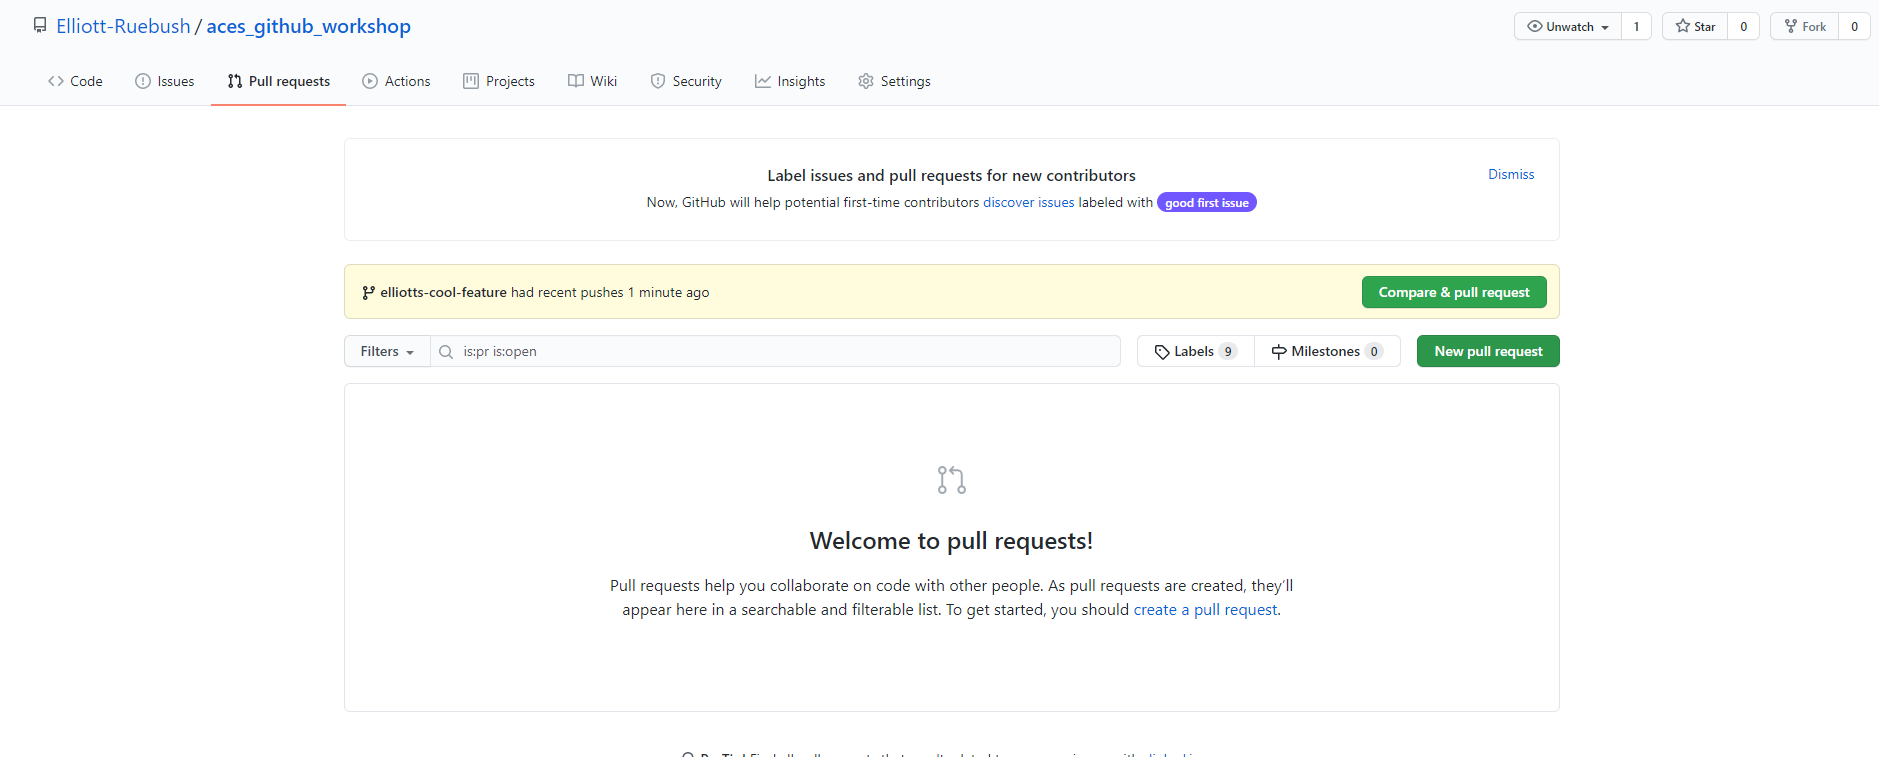 Elliott-Ruebush / aces_github_workshop
Unwatch 1 Star 0 Fork 0
Code Issues Pull requests Actions Projects Wiki Security Insights Settings
Label issues and pull requests for new contributors
Dismiss
Now, GitHub will help potential first-time contributors discover issues labeled with good first issue
elliotts-cool-feature had recent pushes 1 minute ago
Compare & pull request
Filters is:pr is:open Labels 9 Milestones 0 New pull request
Welcome to pull requests!
Pull requests help you collaborate on code with other people. As pull requests are created, they’ll
appear here in a searchable and filterable list. To get started, you should create a pull request.